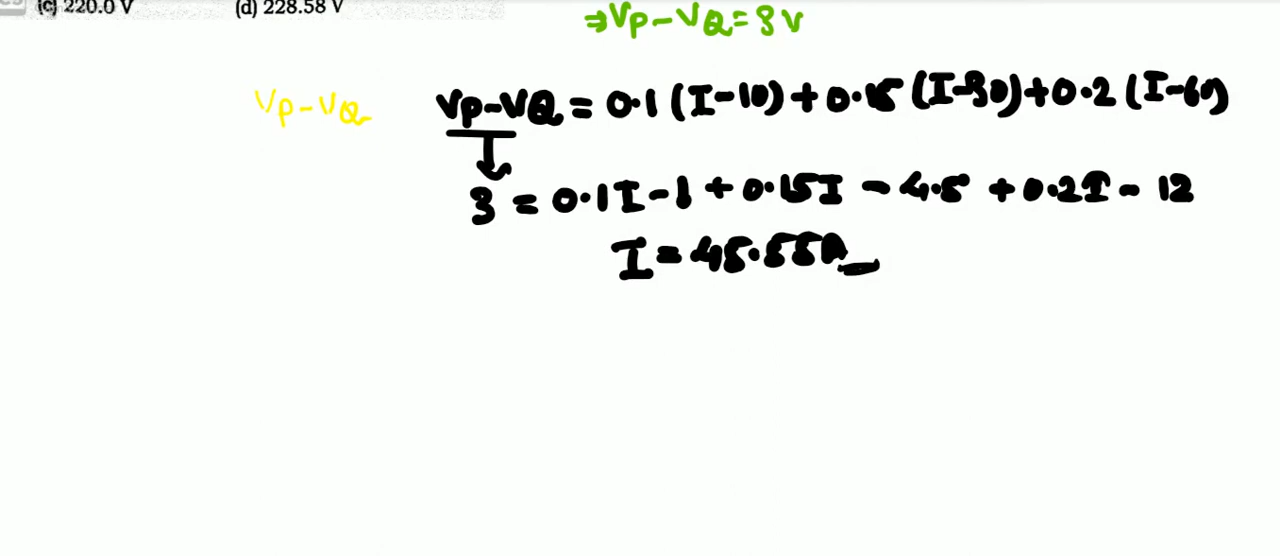 (c) 220.0 V (d) 228.58 V
⇒VP-VQ=3V
VP-VQ
VP-VQ=0.1(I-10)+0.15(I-30)+0.2(I-60)
3=0.1I-1+0.15I-4.5+0.2I-12
I=45.55A